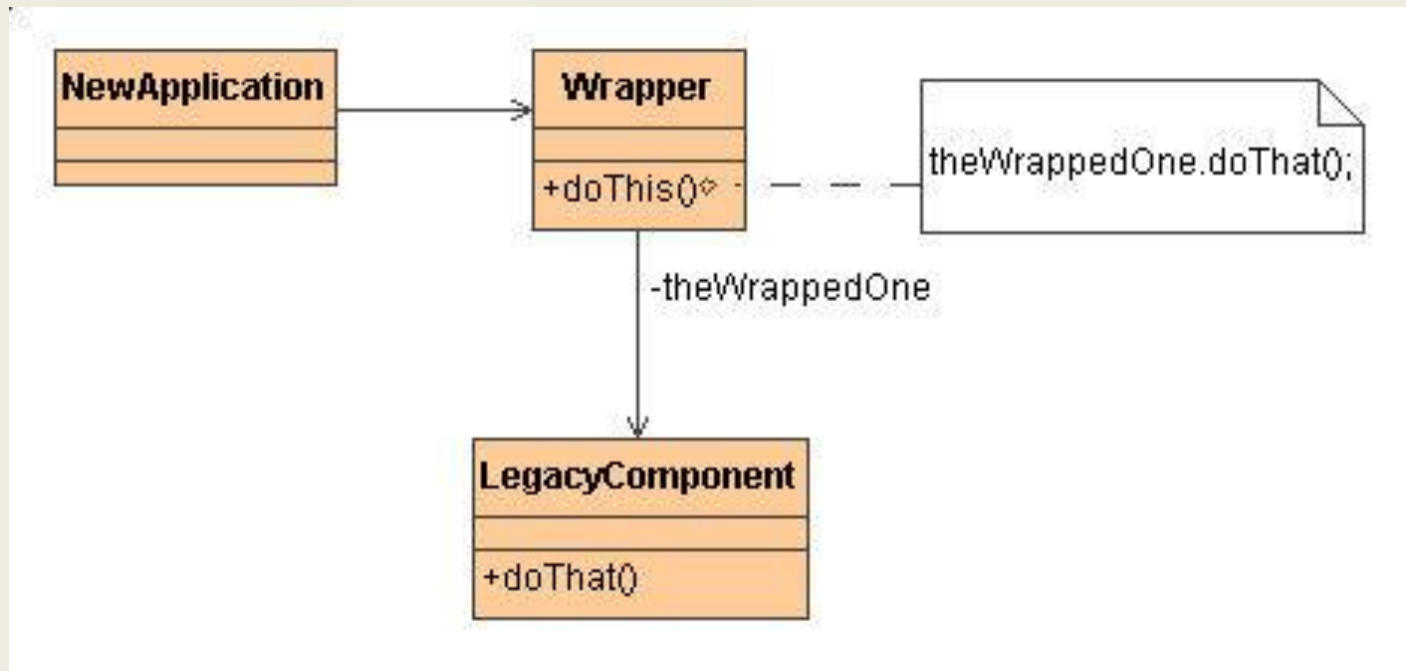 NewApplication
Wrapper
+doThis()
theWrappedOne.doThat();
-theWrappedOne
LegacyComponent
+doThat()